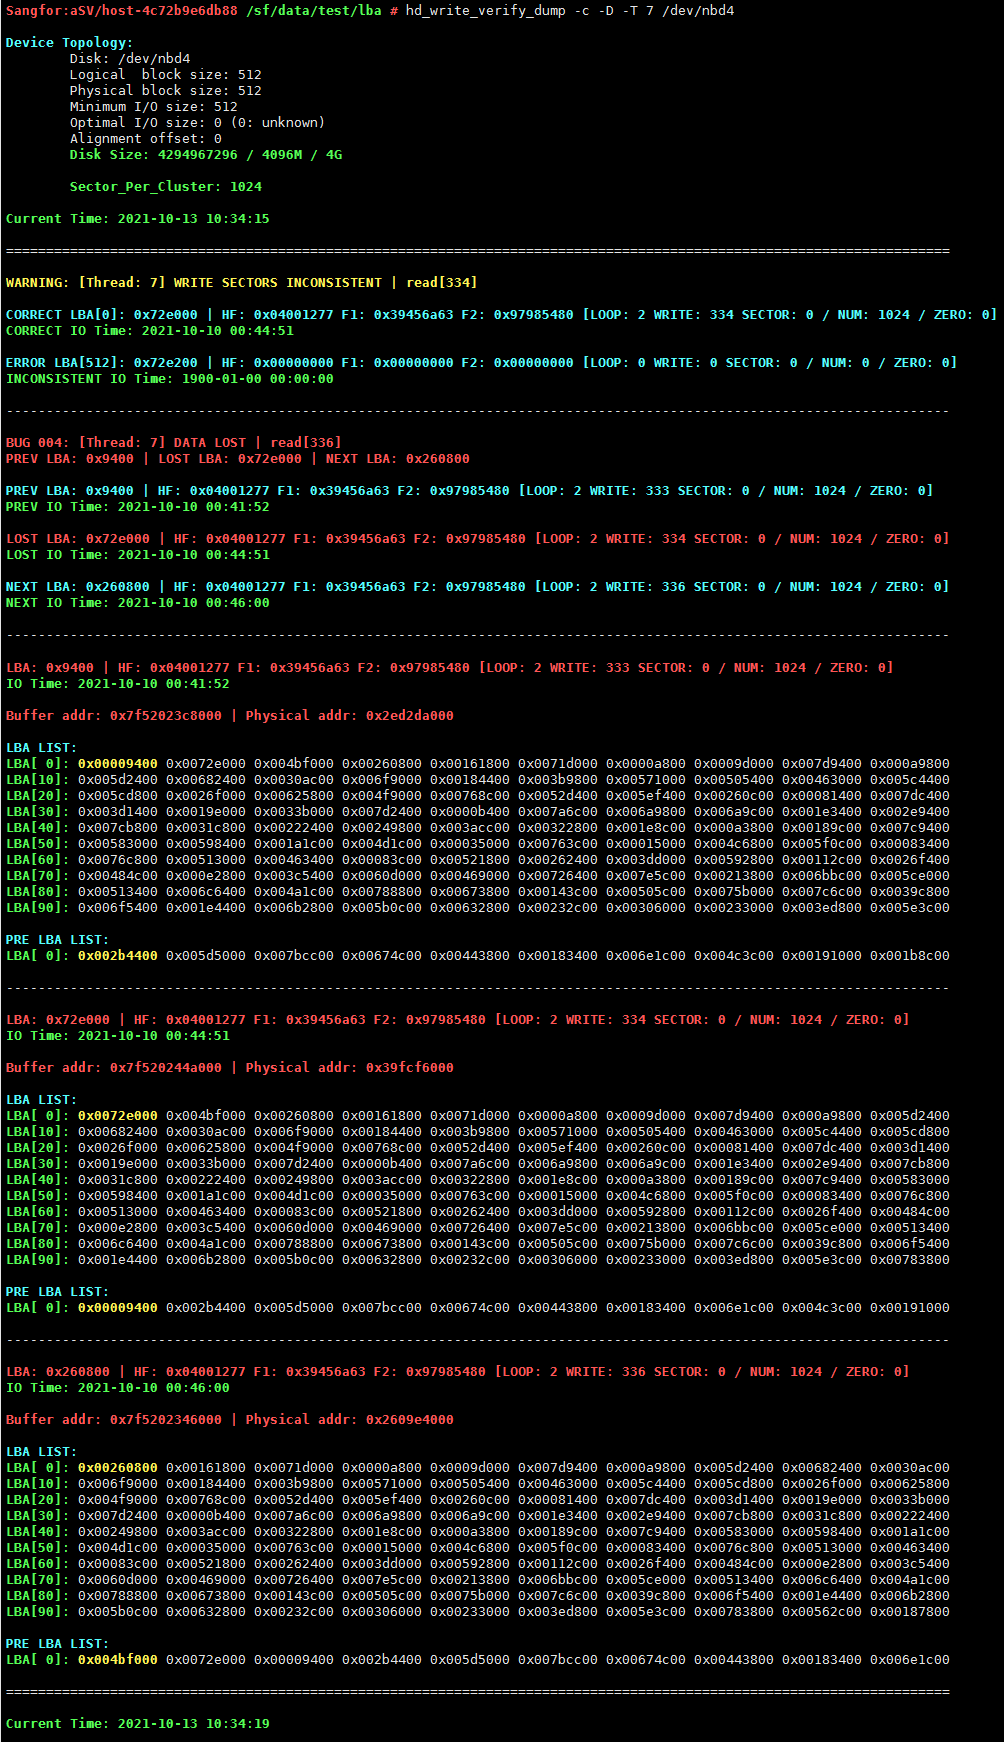 Sangfor:aSV/host-4c72b9e6db88 /sf/data/test/lba # hd_write_verify_dump -c -D -T 7 /dev/nbd4
Device Topology:
Disk: /dev/nbd4
Logical  block size: 512
Physical block size: 512
Minimum I/O size: 512
Optimal I/O size: 0 (0: unknown)
Alignment offset: 0
Disk Size: 4294967296 / 4096M / 4G
Sector_Per_Cluster: 1024
Current Time: 2021-10-13 10:34:15
======================================================================================================================
WARNING: [Thread: 7] WRITE SECTORS INCONSISTENT | read[334]
CORRECT LBA[0]: 0x72e000 | HF: 0x04001277 F1: 0x39456a63 F2: 0x97985480 [LOOP: 2 WRITE: 334 SECTOR: 0 / NUM: 1024 / ZERO: 0]
CORRECT IO Time: 2021-10-10 00:44:51
ERROR LBA[512]: 0x72e200 | HF: 0x00000000 F1: 0x00000000 F2: 0x00000000 [LOOP: 0 WRITE: 0 SECTOR: 0 / NUM: 0 / ZERO: 0]
INCONSISTENT IO Time: 1900-01-00 00:00:00
----------------------------------------------------------------------------------------------------------------------
BUG 004: [Thread: 7] DATA LOST | read[336]
PREV LBA: 0x9400 | LOST LBA: 0x72e000 | NEXT LBA: 0x260800
PREV LBA: 0x9400 | HF: 0x04001277 F1: 0x39456a63 F2: 0x97985480 [LOOP: 2 WRITE: 333 SECTOR: 0 / NUM: 1024 / ZERO: 0]
PREV IO Time: 2021-10-10 00:41:52
LOST LBA: 0x72e000 | HF: 0x04001277 F1: 0x39456a63 F2: 0x97985480 [LOOP: 2 WRITE: 334 SECTOR: 0 / NUM: 1024 / ZERO: 0]
LOST IO Time: 2021-10-10 00:44:51
NEXT LBA: 0x260800 | HF: 0x04001277 F1: 0x39456a63 F2: 0x97985480 [LOOP: 2 WRITE: 336 SECTOR: 0 / NUM: 1024 / ZERO: 0]
NEXT IO Time: 2021-10-10 00:46:00
----------------------------------------------------------------------------------------------------------------------
LBA: 0x9400 | HF: 0x04001277 F1: 0x39456a63 F2: 0x97985480 [LOOP: 2 WRITE: 333 SECTOR: 0 / NUM: 1024 / ZERO: 0]
IO Time: 2021-10-10 00:41:52
Buffer addr: 0x7f52023c8000 | Physical addr: 0x2ed2da000
LBA LIST:
LBA[ 0]: 0x00009400 0x0072e000 0x004bf000 0x00260800 0x00161800 0x0071d000 0x0000a800 0x0009d000 0x007d9400 0x000a9800
LBA[10]: 0x005d2400 0x00682400 0x0030ac00 0x006f9000 0x00184400 0x003b9800 0x00571000 0x00505400 0x00463000 0x005c4400
LBA[20]: 0x005cd800 0x0026f000 0x00625800 0x004f9000 0x00768c00 0x0052d400 0x005ef400 0x00260c00 0x00081400 0x007dc400
LBA[30]: 0x003d1400 0x0019e000 0x0033b000 0x007d2400 0x0000b400 0x007a6c00 0x006a9800 0x006a9c00 0x001e3400 0x002e9400
LBA[40]: 0x007cb800 0x0031c800 0x00222400 0x00249800 0x003acc00 0x00322800 0x001e8c00 0x000a3800 0x00189c00 0x007c9400
LBA[50]: 0x00583000 0x00598400 0x001a1c00 0x004d1c00 0x00035000 0x00763c00 0x00015000 0x004c6800 0x005f0c00 0x00083400
LBA[60]: 0x0076c800 0x00513000 0x00463400 0x00083c00 0x00521800 0x00262400 0x003dd000 0x00592800 0x00112c00 0x0026f400
LBA[70]: 0x00484c00 0x000e2800 0x003c5400 0x0060d000 0x00469000 0x00726400 0x007e5c00 0x00213800 0x006bbc00 0x005ce000
LBA[80]: 0x00513400 0x006c6400 0x004a1c00 0x00788800 0x00673800 0x00143c00 0x00505c00 0x0075b000 0x007c6c00 0x0039c800
LBA[90]: 0x006f5400 0x001e4400 0x006b2800 0x005b0c00 0x00632800 0x00232c00 0x00306000 0x00233000 0x003ed800 0x005e3c00
PRE LBA LIST:
LBA[ 0]: 0x002b4400 0x005d5000 0x007bcc00 0x00674c00 0x00443800 0x00183400 0x006e1c00 0x004c3c00 0x00191000 0x001b8c00
----------------------------------------------------------------------------------------------------------------------
LBA: 0x72e000 | HF: 0x04001277 F1: 0x39456a63 F2: 0x97985480 [LOOP: 2 WRITE: 334 SECTOR: 0 / NUM: 1024 / ZERO: 0]
IO Time: 2021-10-10 00:44:51
Buffer addr: 0x7f520244a000 | Physical addr: 0x39fcf6000
LBA LIST:
LBA[ 0]: 0x0072e000 0x004bf000 0x00260800 0x00161800 0x0071d000 0x0000a800 0x0009d000 0x007d9400 0x000a9800 0x005d2400
LBA[10]: 0x00682400 0x0030ac00 0x006f9000 0x00184400 0x003b9800 0x00571000 0x00505400 0x00463000 0x005c4400 0x005cd800
LBA[20]: 0x0026f000 0x00625800 0x004f9000 0x00768c00 0x0052d400 0x005ef400 0x00260c00 0x00081400 0x007dc400 0x003d1400
LBA[30]: 0x0019e000 0x0033b000 0x007d2400 0x0000b400 0x007a6c00 0x006a9800 0x006a9c00 0x001e3400 0x002e9400 0x007cb800
LBA[40]: 0x0031c800 0x00222400 0x00249800 0x003acc00 0x00322800 0x001e8c00 0x000a3800 0x00189c00 0x007c9400 0x00583000
LBA[50]: 0x00598400 0x001a1c00 0x004d1c00 0x00035000 0x00763c00 0x00015000 0x004c6800 0x005f0c00 0x00083400 0x0076c800
LBA[60]: 0x00513000 0x00463400 0x00083c00 0x00521800 0x00262400 0x003dd000 0x00592800 0x00112c00 0x0026f400 0x00484c00
LBA[70]: 0x000e2800 0x003c5400 0x0060d000 0x00469000 0x00726400 0x007e5c00 0x00213800 0x006bbc00 0x005ce000 0x00513400
LBA[80]: 0x006c6400 0x004a1c00 0x00788800 0x00673800 0x00143c00 0x00505c00 0x0075b000 0x007c6c00 0x0039c800 0x006f5400
LBA[90]: 0x001e4400 0x006b2800 0x005b0c00 0x00632800 0x00232c00 0x00306000 0x00233000 0x003ed800 0x005e3c00 0x00783800
PRE LBA LIST:
LBA[ 0]: 0x00009400 0x002b4400 0x005d5000 0x007bcc00 0x00674c00 0x00443800 0x00183400 0x006e1c00 0x004c3c00 0x00191000
----------------------------------------------------------------------------------------------------------------------
LBA: 0x260800 | HF: 0x04001277 F1: 0x39456a63 F2: 0x97985480 [LOOP: 2 WRITE: 336 SECTOR: 0 / NUM: 1024 / ZERO: 0]
IO Time: 2021-10-10 00:46:00
Buffer addr: 0x7f5202346000 | Physical addr: 0x2609e4000
LBA LIST:
LBA[ 0]: 0x00260800 0x00161800 0x0071d000 0x0000a800 0x0009d000 0x007d9400 0x000a9800 0x005d2400 0x00682400 0x0030ac00
LBA[10]: 0x006f9000 0x00184400 0x003b9800 0x00571000 0x00505400 0x00463000 0x005c4400 0x005cd800 0x0026f000 0x00625800
LBA[20]: 0x004f9000 0x00768c00 0x0052d400 0x005ef400 0x00260c00 0x00081400 0x007dc400 0x003d1400 0x0019e000 0x0033b000
LBA[30]: 0x007d2400 0x0000b400 0x007a6c00 0x006a9800 0x006a9c00 0x001e3400 0x002e9400 0x007cb800 0x0031c800 0x00222400
LBA[40]: 0x00249800 0x003acc00 0x00322800 0x001e8c00 0x000a3800 0x00189c00 0x007c9400 0x00583000 0x00598400 0x001a1c00
LBA[50]: 0x004d1c00 0x00035000 0x00763c00 0x00015000 0x004c6800 0x005f0c00 0x00083400 0x0076c800 0x00513000 0x00463400
LBA[60]: 0x00083c00 0x00521800 0x00262400 0x003dd000 0x00592800 0x00112c00 0x0026f400 0x00484c00 0x000e2800 0x003c5400
LBA[70]: 0x0060d000 0x00469000 0x00726400 0x007e5c00 0x00213800 0x006bbc00 0x005ce000 0x00513400 0x006c6400 0x004a1c00
LBA[80]: 0x00788800 0x00673800 0x00143c00 0x00505c00 0x0075b000 0x007c6c00 0x0039c800 0x006f5400 0x001e4400 0x006b2800
LBA[90]: 0x005b0c00 0x00632800 0x00232c00 0x00306000 0x00233000 0x003ed800 0x005e3c00 0x00783800 0x00562c00 0x00187800
PRE LBA LIST:
LBA[ 0]: 0x004bf000 0x0072e000 0x00009400 0x002b4400 0x005d5000 0x007bcc00 0x00674c00 0x00443800 0x00183400 0x006e1c00
======================================================================================================================
Current Time: 2021-10-13 10:34:19